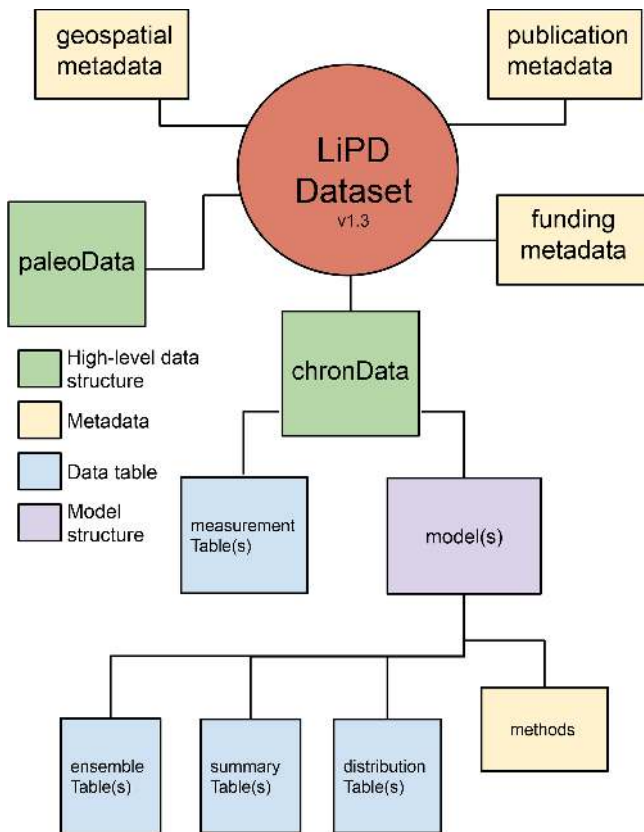 geospatial
metadata
publication
metadata
LiPD
Dataset
v1.3
funding
metadata
paleoData
chronData
High-level data
structure
Metadata
Data table
Model
structure
measurement
Table(s)
model(s)
ensemble
Table(s)
summary
Table(s)
distribution
Table(s)
methods